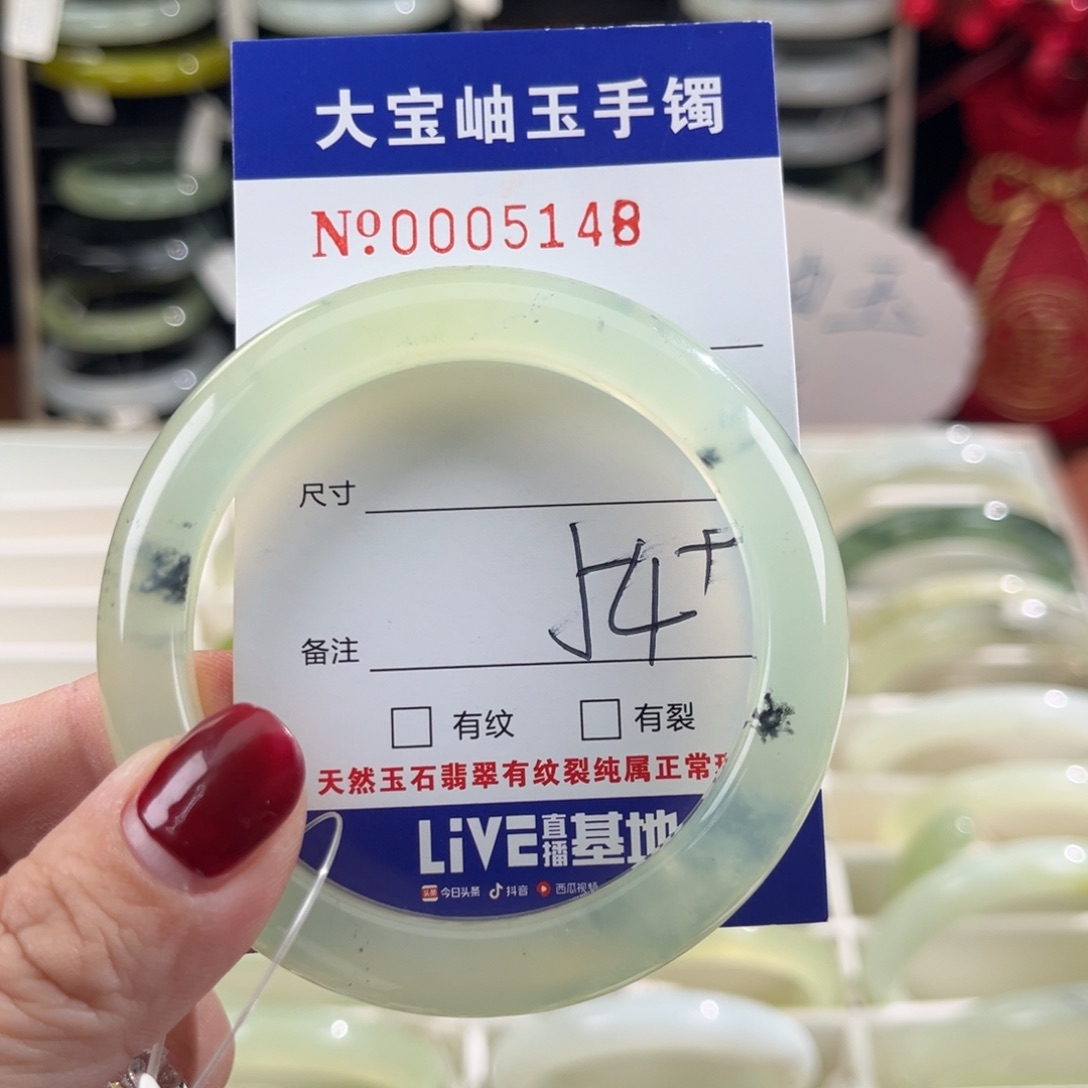 大宝岫玉手镯
№0005148
尺寸
54+
备注
有纹 有裂
天然玉石翡翠有纹裂纯属正常
LiVE直播基地
头条 今日头条 抖音 西瓜视频